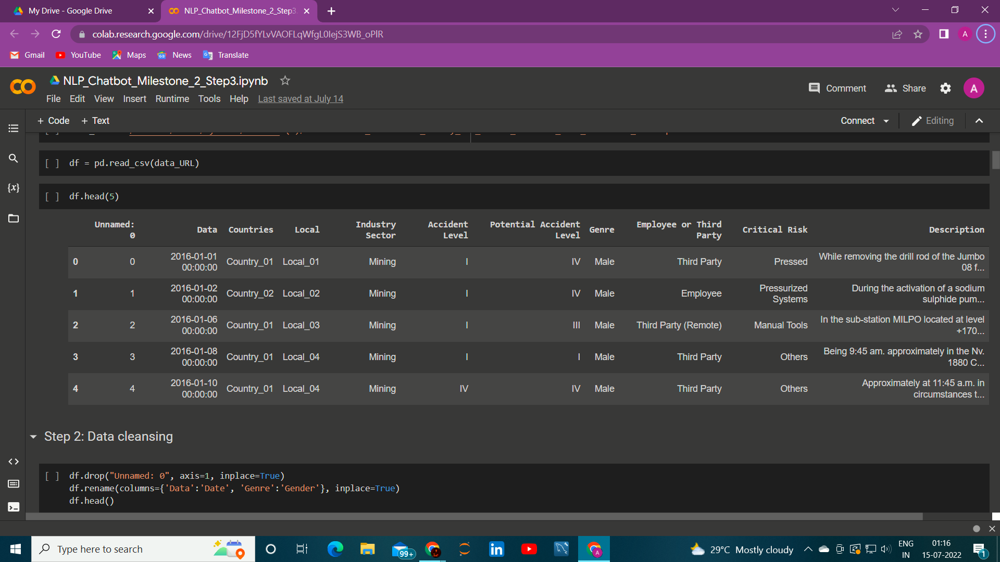 My Drive - Google Drive
NLP_Chatbot_Milestone_2_Step3.
colab.research.google.com/drive/12FjD5fYLvVAOFLqWfgL0IejS3WB_oPlR
A
Gmail YouTube Maps News Translate
NLP_Chatbot_Milestone_2_Step3.ipynb
File Edit View Insert Runtime Tools Help Last saved at July 14
Comment Share A
+ Code + Text
Connect Editing
[ ] df = pd.read_csv(data_URL)
[ ] df.head(5)
Unnamed: 0 Data Countries Local Industry Sector Accident Level Potential Accident Level Genre Employee or Third Party Critical Risk Description
0 0 2016-01-01 00:00:00 Country_01 Local_01 Mining I IV Male Third Party Pressed While removing the drill rod of the Jumbo 08 f...
1 1 2016-01-02 00:00:00 Country_02 Local_02 Mining I IV Male Employee Pressurized Systems During the activation of a sodium sulphide pum...
2 2 2016-01-06 00:00:00 Country_01 Local_03 Mining I III Male Third Party (Remote) Manual Tools In the sub-station MILPO located at level +170...
3 3 2016-01-08 00:00:00 Country_01 Local_04 Mining I I Male Third Party Others Being 9:45 am. approximately in the Nv. 1880 C...
4 4 2016-01-10 00:00:00 Country_01 Local_04 Mining IV IV Male Third Party Others Approximately at 11:45 a.m. in circumstances t...
Step 2: Data cleansing
[ ] df.drop("Unnamed: 0", axis=1, inplace=True)
df.rename(columns={'Data':'Date', 'Genre':'Gender'}, inplace=True)
df.head()
{x}
Type here to search
99+
29°C Mostly cloudy
ENG
IN
01:16
15-07-2022
1